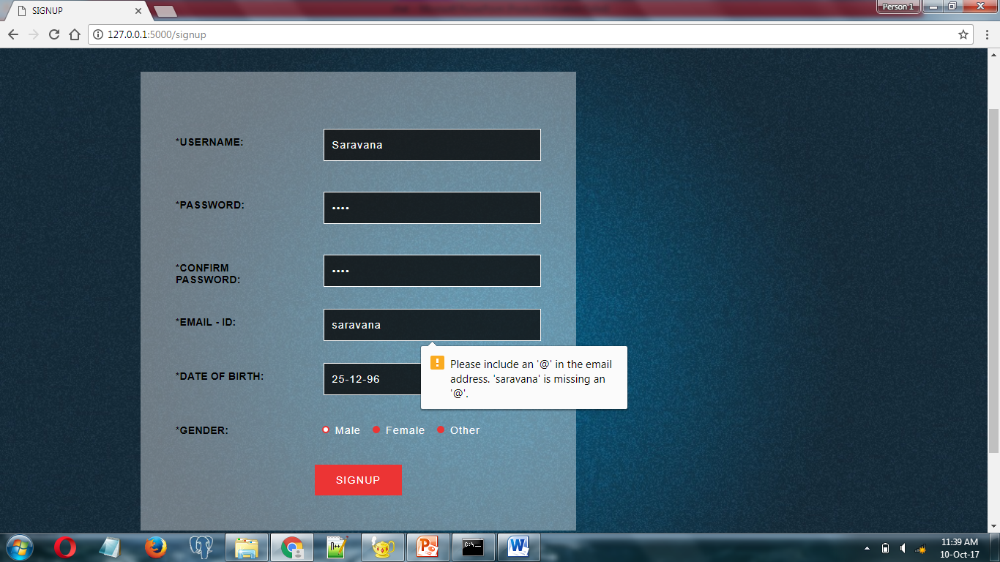 SIGNUP
Person 1
127.0.0.1:5000/signup
*USERNAME:
Saravana
*PASSWORD:
••••
*CONFIRM
PASSWORD:
••••
*EMAIL - ID:
saravana
Please include an '@' in the email
address. 'saravana' is missing an
'@'.
*DATE OF BIRTH:
25-12-96
*GENDER:
Male Female Other
SIGNUP
11:39 AM
10-Oct-17